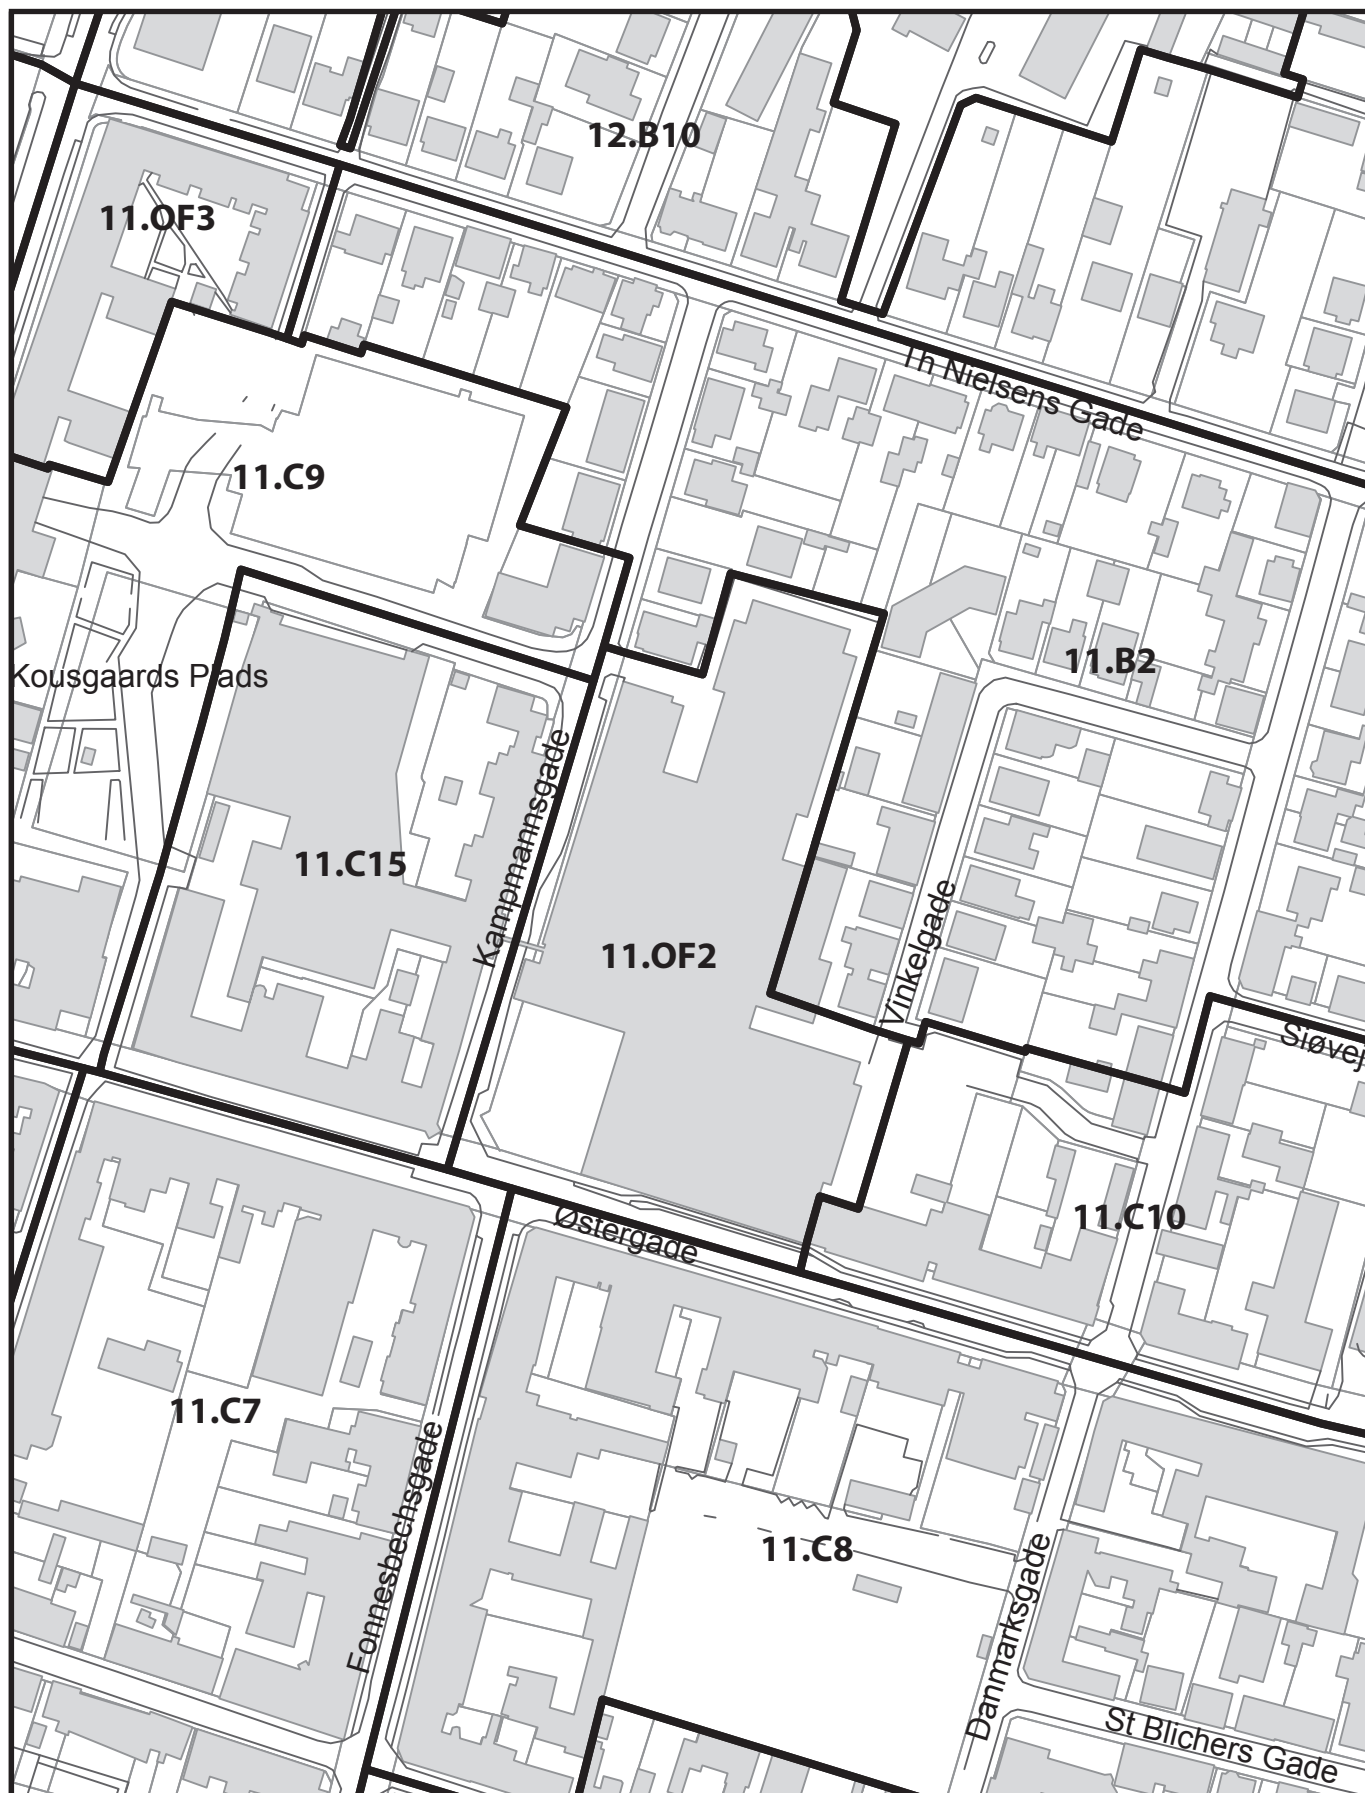 12.B10
11.OF3
Th Nielsens Gade
11.C9
11.B2
Kousgaards Plads
Kampmannsgade
11.C15
Vinkelgade
11.OF2
Siøvej
11.C10
Østergade
11.C7
Fonnesbechsgade
11.C8
Danmarksgade
St Blichers Gade